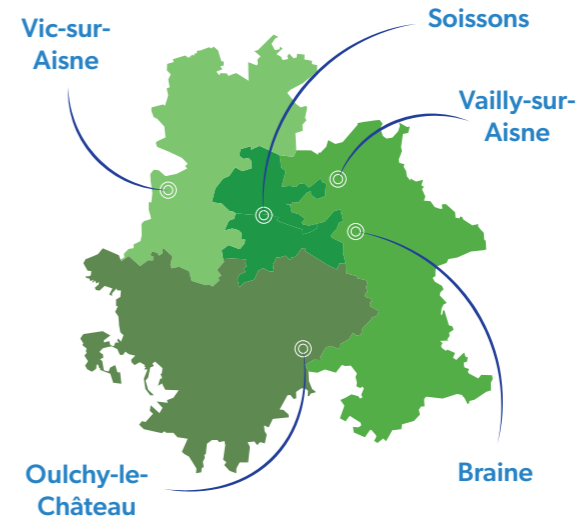 Vic-sur-
Aisne
Soissons
Vailly-sur-
Aisne
Oulchy-le-
Château
Braine